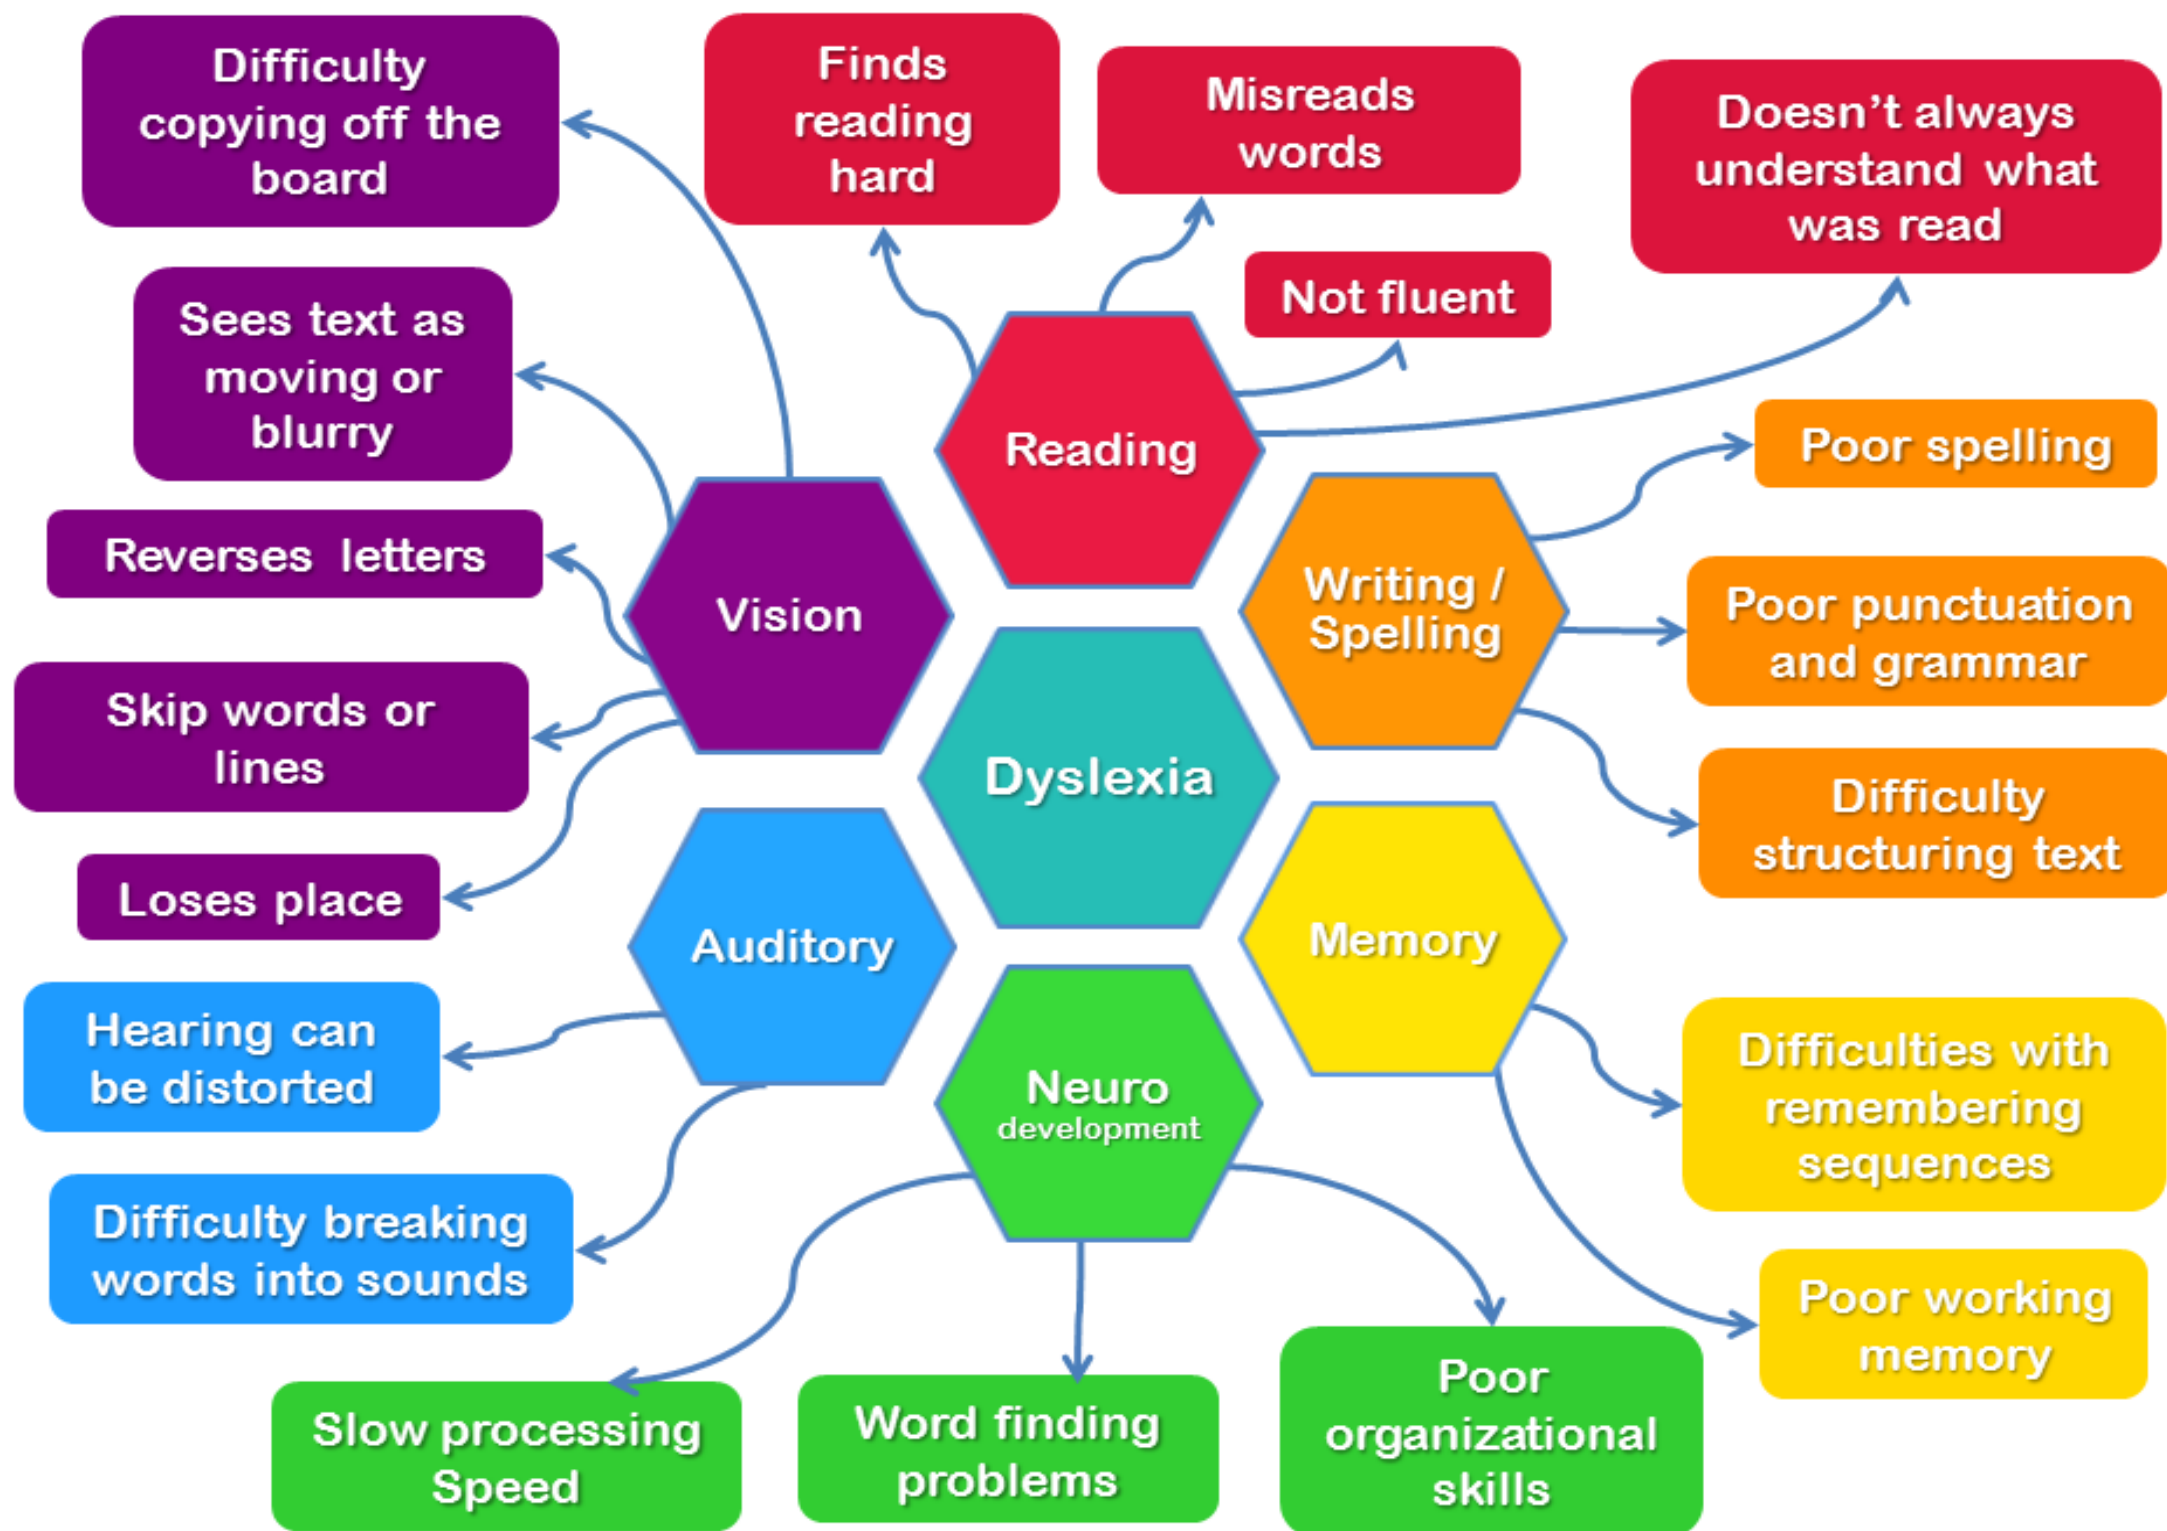 Difficulty
copying off the
board
Finds
reading
hard
Misreads
words
Doesn't always
understand what
was read
Not fluent
Sees text as
moving or
blurry
Reading
Poor spelling
Reverses letters
Vision
Writing /
Spelling
Poor punctuation
and grammar
Skip words or
lines
Dyslexia
Difficulty
structuring text
Loses place
Auditory
Memory
Hearing can
be distorted
Neuro
development
Difficulties with
remembering
sequences
Difficulty breaking
words into sounds
Poor working
memory
Slow processing
Speed
Word finding
problems
Poor
organizational
skills